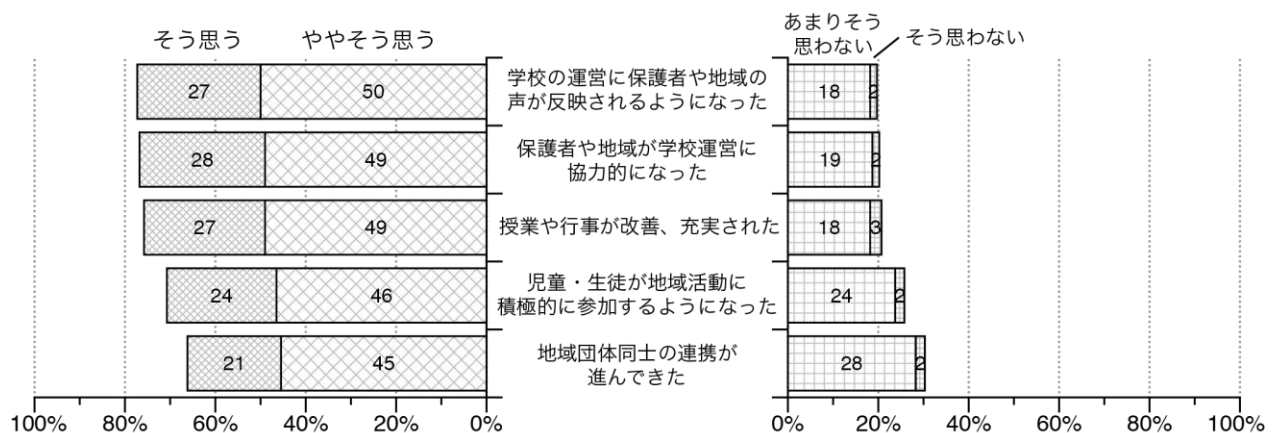 そう思う ややそう思う
あまりそう
思わない
そう思わない
27 50
学校の運営に保護者や地域の
声が反映されるようになった
18 2
28 49
保護者や地域が学校運営に
協力的になった
19 2
27 49
授業や行事が改善、充実された
18 3
24 46
児童・生徒が地域活動に
積極的に参加するようになった
24 2
21 45
地域団体同士の連携が
進んできた
28 2
100% 80% 60% 40% 20% 0%
0% 20% 40% 60% 80% 100%